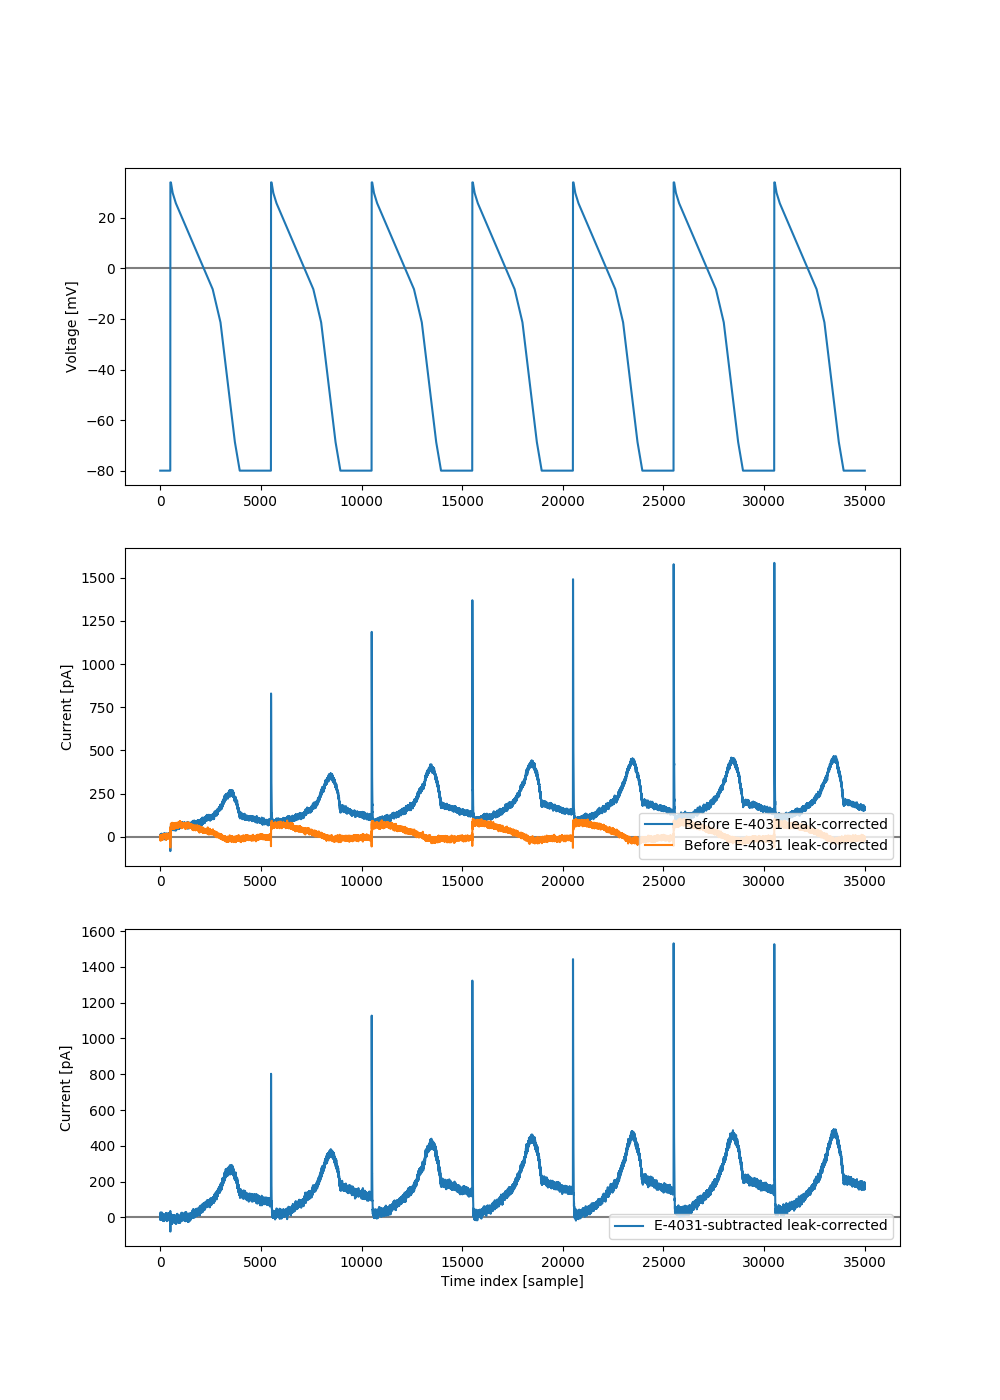 20
0
−20
−40
−60
−80
Voltage [mV]
0 5000 10000 15000 20000 25000 30000 35000
1500
1250
1000
750
500
250
0
Current [pA]
Before E-4031 leak-corrected
Before E-4031 leak-corrected
0 5000 10000 15000 20000 25000 30000 35000
1600
1400
1200
1000
800
600
400
200
0
Current [pA]
E-4031-subtracted leak-corrected
0 5000 10000 15000 20000 25000 30000 35000
Time index [sample]